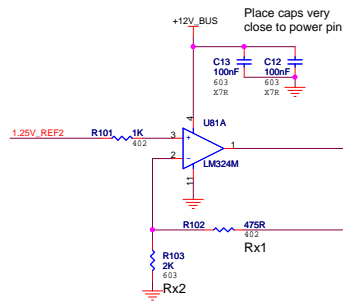 Place caps very
close to power pin
+12V_BUS
C13
100nF
603
X7R
C12
100nF
603
X7R
4
U81A
1.25V_REF2
R101
1K
402
3
+
1
2
-
LM324M
11
R102
475R
402
Rx1
R103
2K
603
Rx2